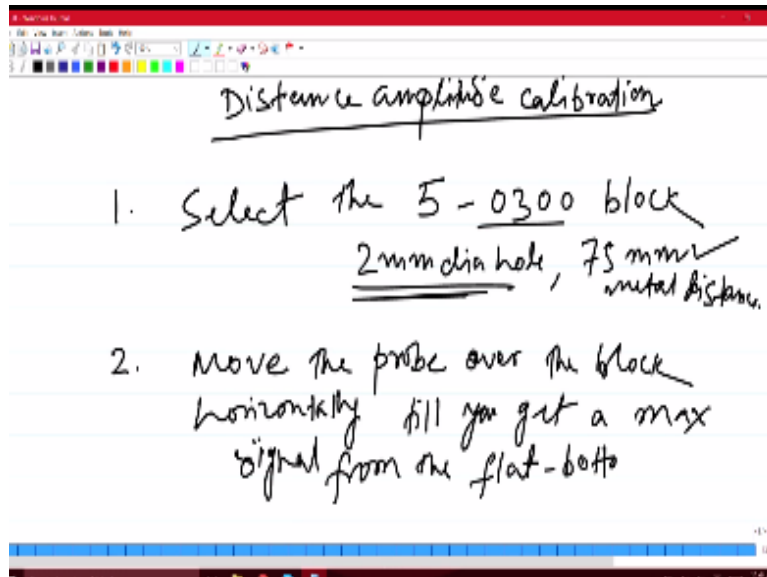 Distance amplitude calibration
1. Select the 5-0300 block
2mm dia hole, 75 mm
metal distance.
2. Move the probe over the block
horizontally till you get a max
signal from the flat-botto